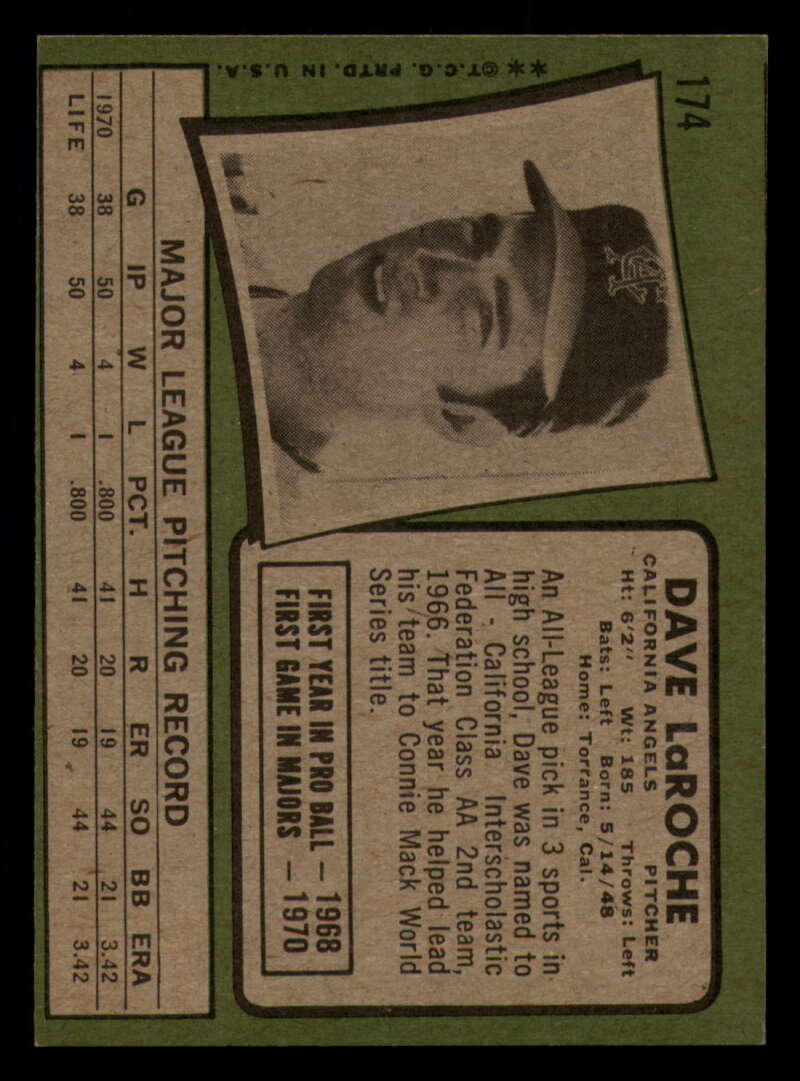 174
**©T.C.G. PRTD. IN U.S.A.
DAVE LaROCHE
CALIFORNIA ANGELS PITCHER
Ht: 6'2" Wt: 185 Throws: Left
Bats: Left Born: 5/14/48
Home: Torrance, Cal.
An All-League pick in 3 sports in
high school, Dave was named to
All - California Interscholastic
Federation Class AA 2nd team,
1966. That year he helped lead
his team to Connie Mack World
Series title.
FIRST YEAR IN PRO BALL — 1968
FIRST GAME IN MAJORS — 1970
MAJOR LEAGUE PITCHING RECORD
G IP W L PCT. H R ER SO BB ERA
1970 38 50 4 1 .800 41 20 19 44 21 3.42
LIFE 38 50 4 1 .800 41 20 19 44 21 3.42
CA